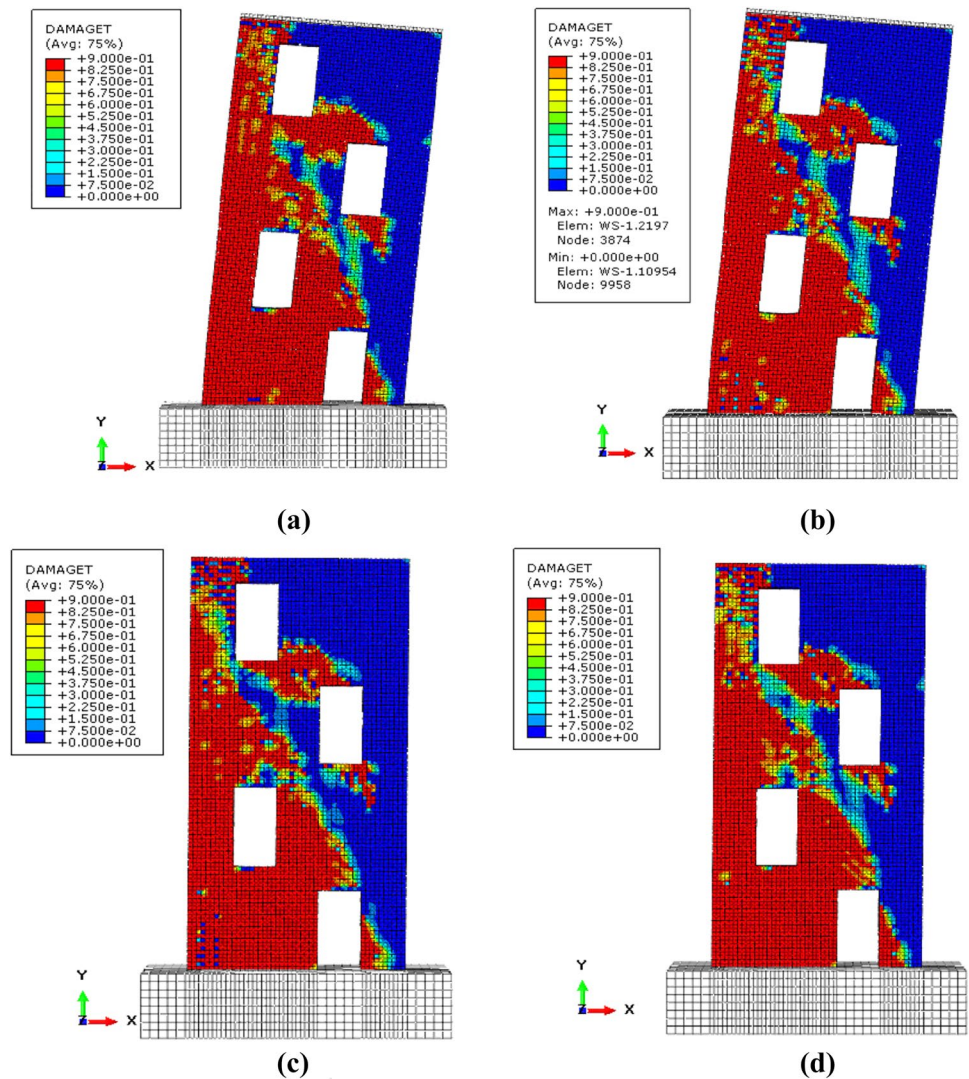 DAMAGET
(Avg: 75%)
+9.000e-01
+8.250e-01
+7.500e-01
+6.750e-01
+6.000e-01
+5.250e-01
+4.500e-01
+3.750e-01
+3.000e-01
+2.250e-01
+1.500e-01
+7.500e-02
+0.000e+00
Y
Z
X
(a)
DAMAGET
(Avg: 75%)
+9.000e-01
+8.250e-01
+7.500e-01
+6.750e-01
+6.000e-01
+5.250e-01
+4.500e-01
+3.750e-01
+3.000e-01
+2.250e-01
+1.500e-01
+7.500e-02
+0.000e+00
Max: +9.000e-01
Elem: WS-1.2197
Node: 3874
Min: +0.000e+00
Elem: WS-1.10954
Node: 9958
Y
Z
X
(b)
DAMAGET
(Avg: 75%)
+9.000e-01
+8.250e-01
+7.500e-01
+6.750e-01
+6.000e-01
+5.250e-01
+4.500e-01
+3.750e-01
+3.000e-01
+2.250e-01
+1.500e-01
+7.500e-02
+0.000e+00
Y
Z
X
(c)
DAMAGET
(Avg: 75%)
+9.000e-01
+8.250e-01
+7.500e-01
+6.750e-01
+6.000e-01
+5.250e-01
+4.500e-01
+3.750e-01
+3.000e-01
+2.250e-01
+1.500e-01
+7.500e-02
+0.000e+00
Y
Z
X
(d)